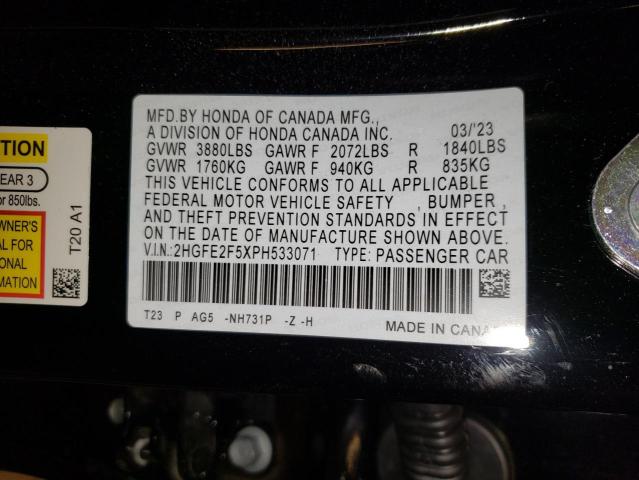 MFD.BY HONDA OF CANADA MFG.,
A DIVISION OF HONDA CANADA INC. 03/'23
GVWR 3880LBS GAWR F 2072LBS R 1840LBS
GVWR 1760KG GAWR F 940KG R 835KG
THIS VEHICLE CONFORMS TO ALL APPLICABLE
FEDERAL MOTOR VEHICLE SAFETY , BUMPER ,
AND THEFT PREVENTION STANDARDS IN EFFECT
ON THE DATE OF MANUFACTURE SHOWN ABOVE.
V.I.N.:2HGFE2F5XPH533071 TYPE: PASSENGER CAR
T23 P AG5 -NH731P -Z -H
MADE IN CANA
TION
EAR 3
or 850lbs.
WNER'S
AL FOR
ONAL
MATION
T20 A1